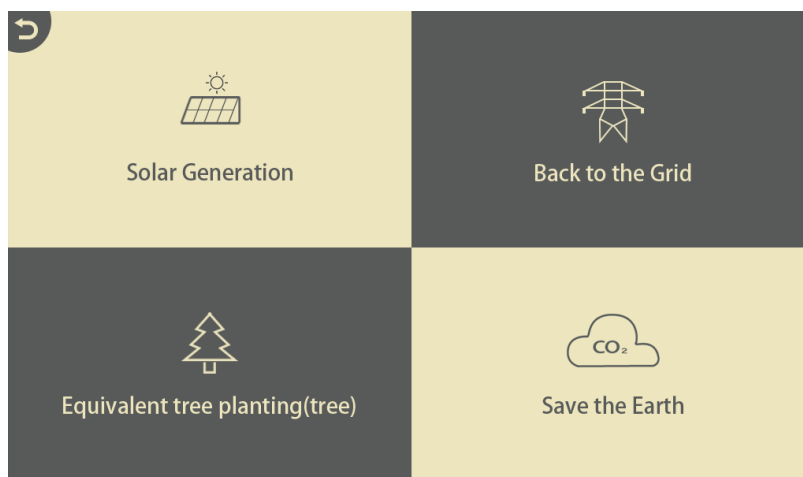 Solar Generation
Back to the Grid
Equivalent tree planting(tree)
CO₂
Save the Earth